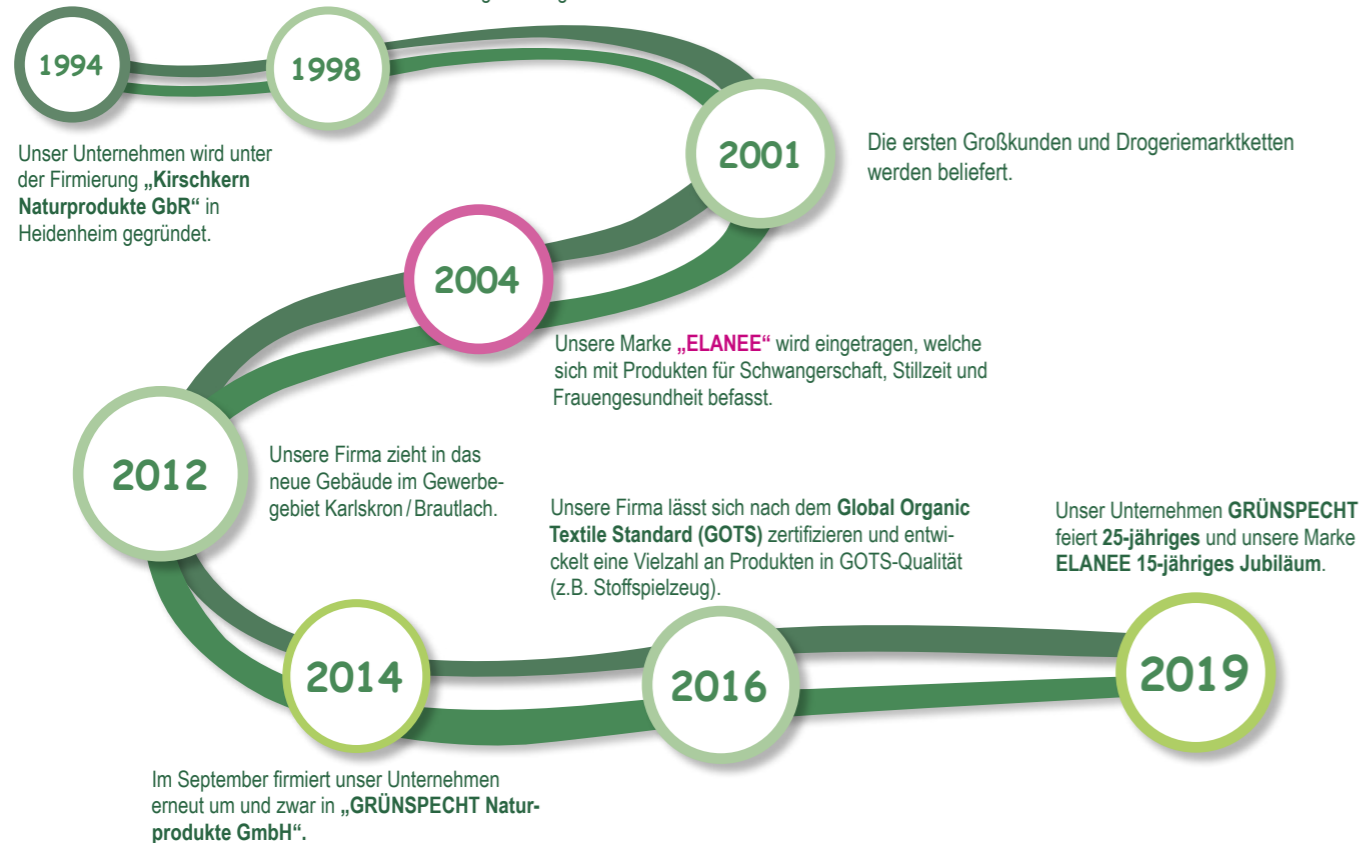 1994
1998
Unser Unternehmen wird unter
der Firmierung „Kirschkern
Naturprodukte GbR“ in
Heidenheim gegründet.
2001
Die ersten Großkunden und Drogeriemarktketten
werden beliefert.
2004
Unsere Marke „ELANEE“ wird eingetragen, welche
sich mit Produkten für Schwangerschaft, Stillzeit und
Frauengesundheit befasst.
2012
Unsere Firma zieht in das
neue Gebäude im Gewerbe-
gebiet Karlskron / Brautlach.
Unsere Firma lässt sich nach dem Global Organic
Textile Standard (GOTS) zertifizieren und entwi-
ckelt eine Vielzahl an Produkten in GOTS-Qualität
(z.B. Stoffspielzeug).
Unser Unternehmen GRÜNSPECHT
feiert 25-jähriges und unsere Marke
ELANEE 15-jähriges Jubiläum.
2014
2016
2019
Im September firmiert unser Unternehmen
erneut um und zwar in „GRÜNSPECHT Natur-
produkte GmbH“.